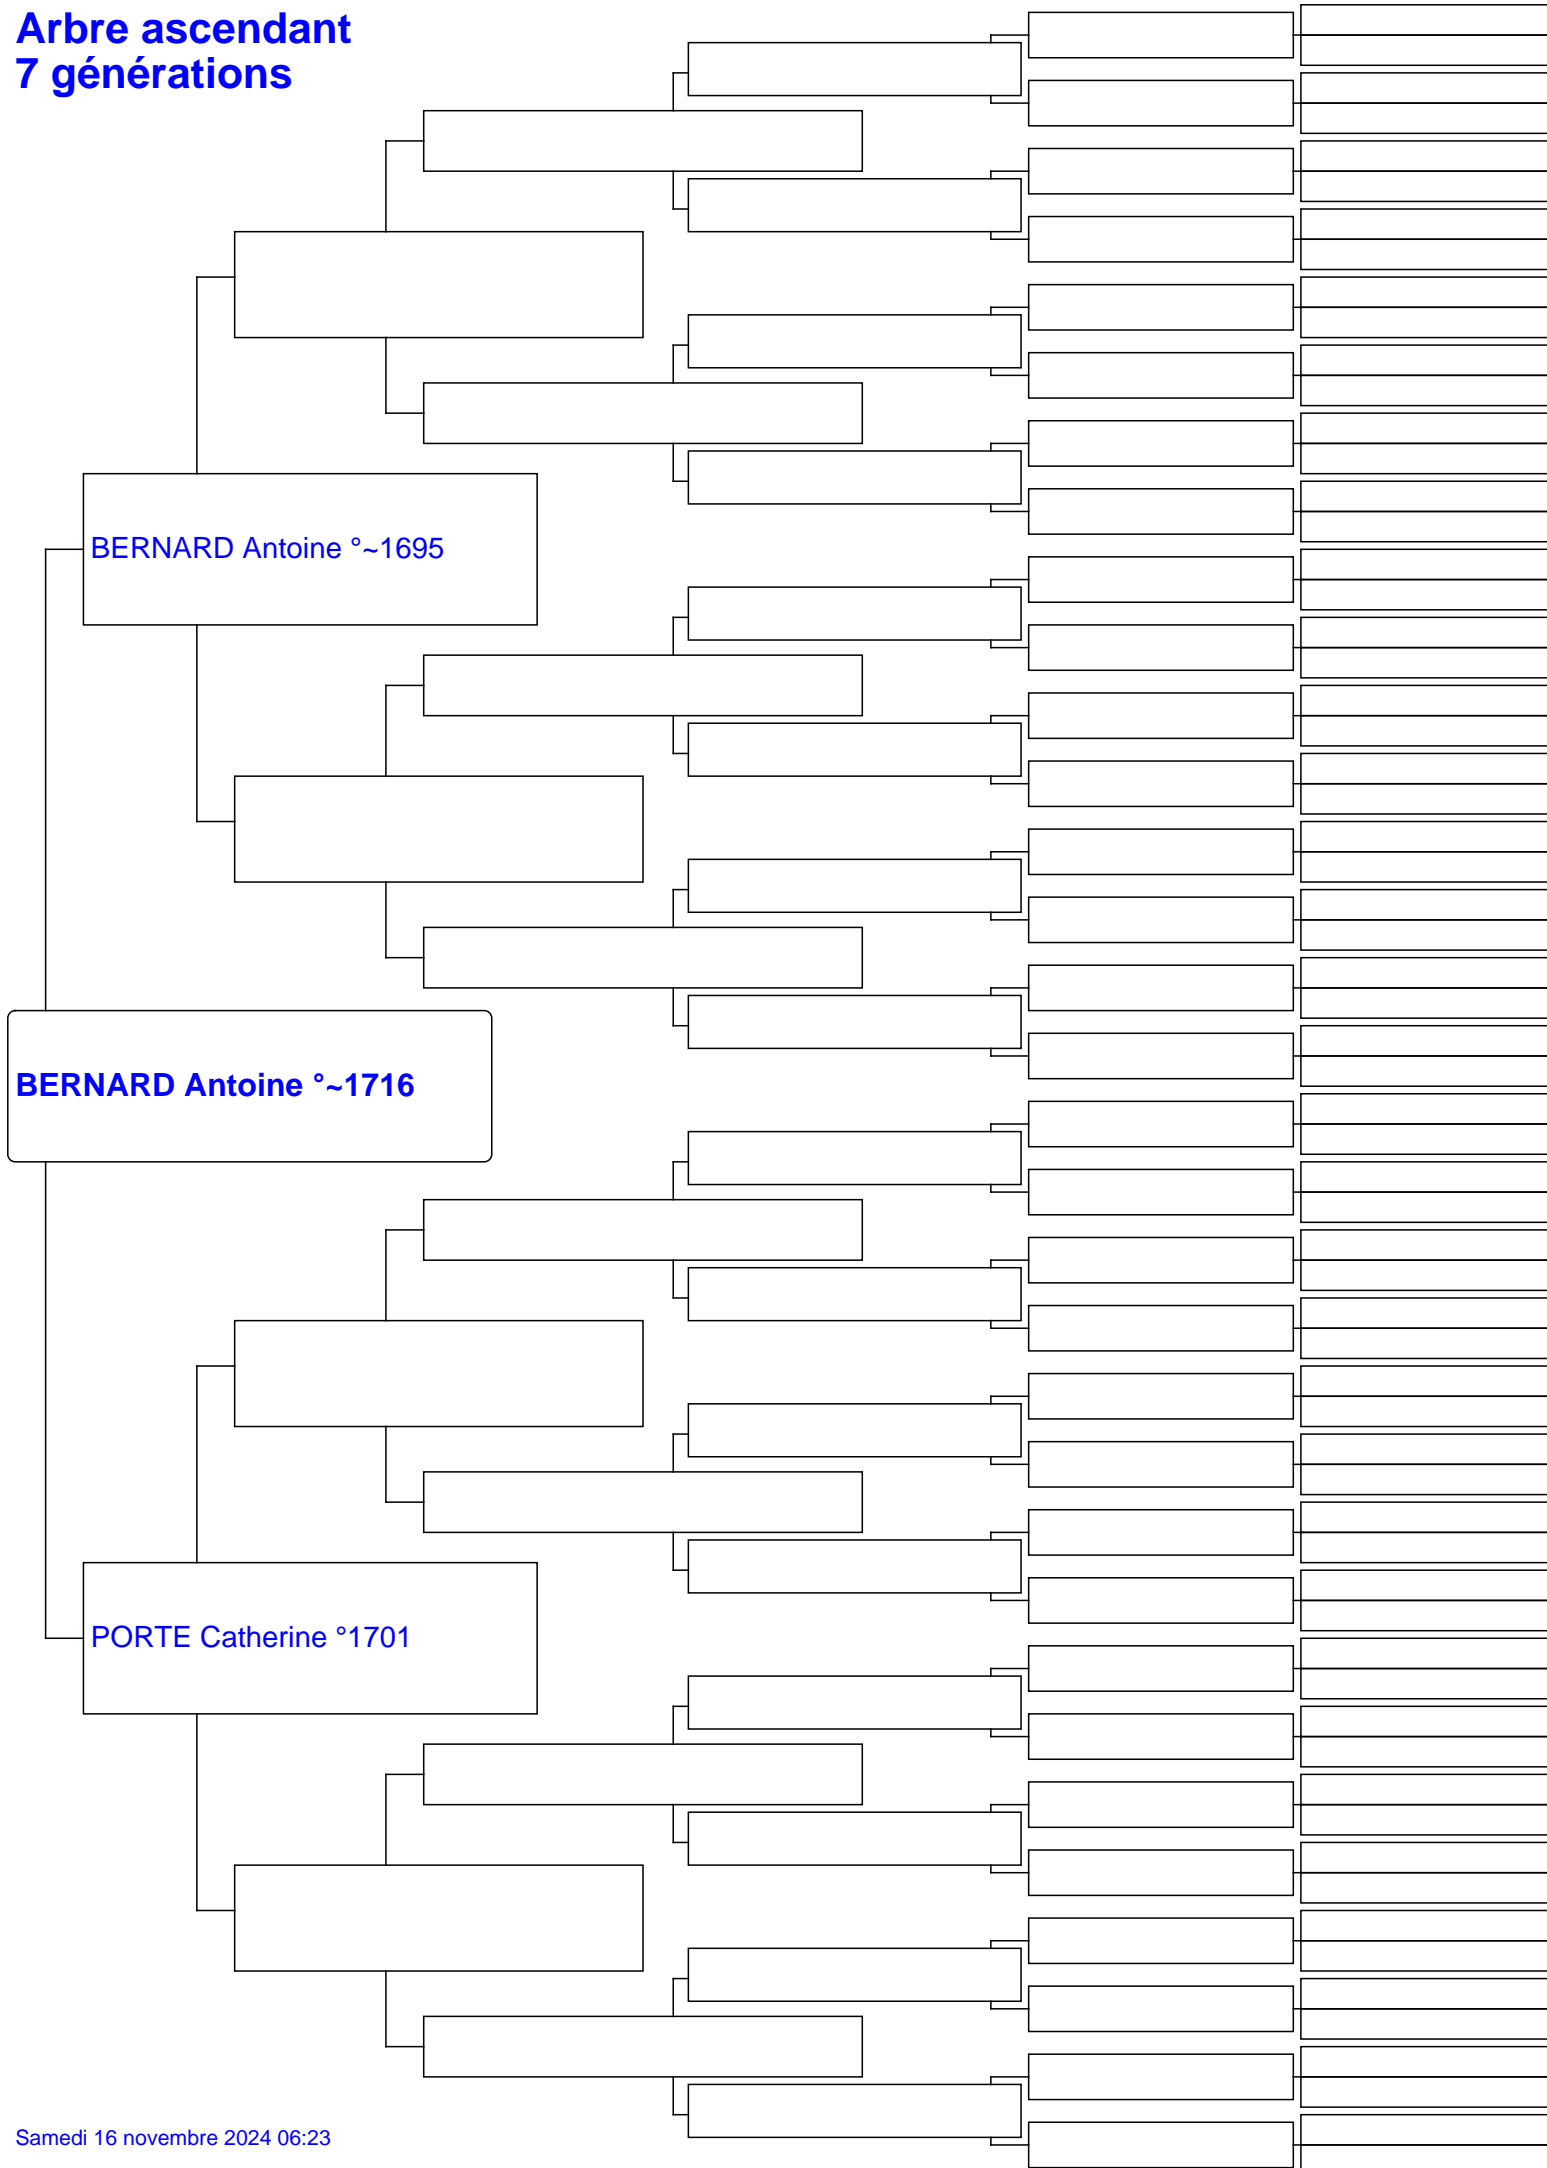 Arbre ascendant
7 générations
BERNARD Antoine °~1695
BERNARD Antoine °~1716
PORTE Catherine °1701
Samedi 16 novembre 2024 06:23